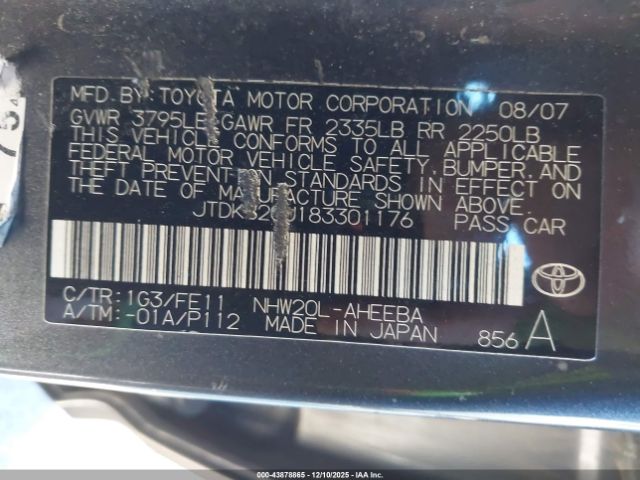 MFD. BY TOYOTA MOTOR CORPORATION 08/07
GVWR 3795LB GAWR FR 2335LB RR 2250LB
THIS VEHICLE CONFORMS TO ALL APPLICABLE
FEDERAL MOTOR VEHICLE SAFETY, BUMPER, AND
THEFT PREVENTION STANDARDS IN EFFECT ON
THE DATE OF MANUFACTURE SHOWN ABOVE.
PASS CAR
C/TR: 1G3/FE11 NHW20L-AHEEBA
A/TM: -01A/P112 MADE IN JAPAN
856 A
TOYOTA
00-43878865 - 12/10/2025 - IAA Inc.